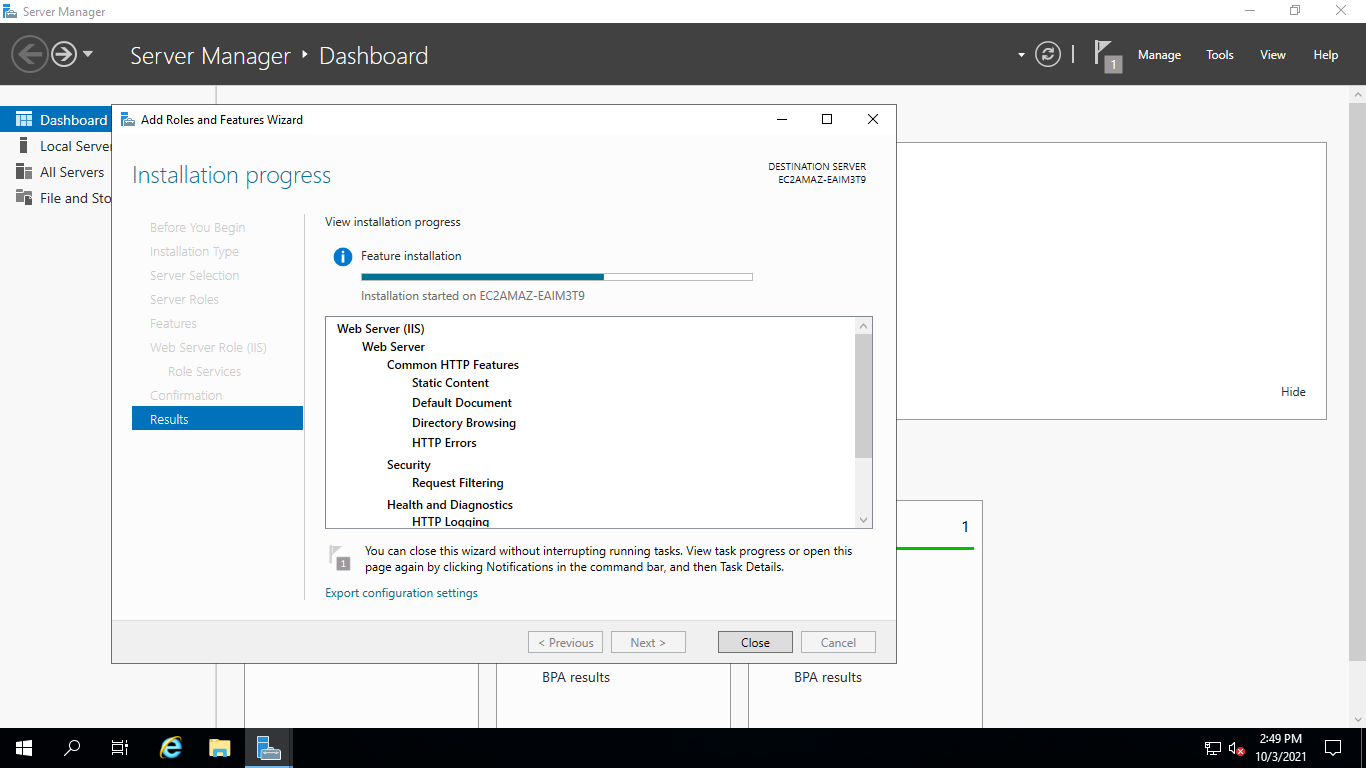 Server Manager
Server Manager ‣ Dashboard
1
Manage
Tools
View
Help
Dashboard
Local Server
All Servers
File and Sto
Add Roles and Features Wizard
Installation progress
DESTINATION SERVER
EC2AMAZ-EAIM3T9
Before You Begin
Installation Type
Server Selection
Server Roles
Features
Web Server Role (IIS)
Role Services
Confirmation
Results
View installation progress
Feature installation
Installation started on EC2AMAZ-EAIM3T9
Web Server (IIS)
Web Server
Common HTTP Features
Static Content
Default Document
Directory Browsing
HTTP Errors
Security
Request Filtering
Health and Diagnostics
HTTP Logging
1
You can close this wizard without interrupting running tasks. View task progress or open this
page again by clicking Notifications in the command bar, and then Task Details.
Export configuration settings
< Previous
Next >
Close
Cancel
Hide
1
BPA results
BPA results
2:49 PM
10/3/2021